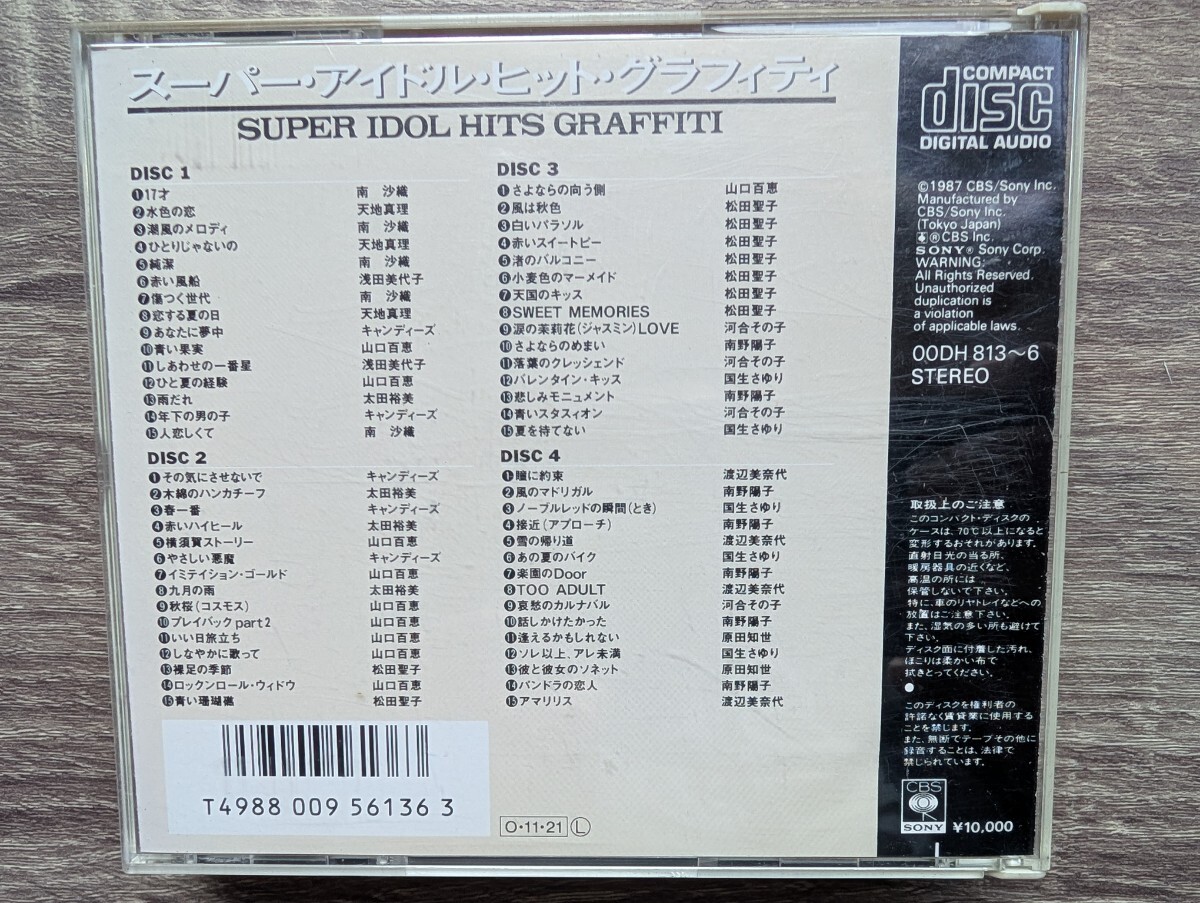 スーパー・アイドル・ヒット・グラフィティ
SUPER IDOL HITS GRAFFITI
DISC 1
❶17才 南 沙織
❷水色の恋 天地真理
❸潮風のメロディ 南 沙織
❹ひとりじゃないの 天地真理
❺純潔 南 沙織
❻赤い風船 浅田美代子
❼傷つく世代 南 沙織
❽恋する夏の日 天地真理
❾あなたに夢中 キャンディーズ
❿青い果実 山口百恵
⓫しあわせの一番星 浅田美代子
⓬ひと夏の経験 山口百恵
⓭雨だれ 太田裕美
⓮年下の男の子 キャンディーズ
⓯人恋しくて 南 沙織
DISC 2
❶その気にさせないで キャンディーズ
❷木綿のハンカチーフ 太田裕美
❸春一番 キャンディーズ
❹赤いハイヒール 太田裕美
❺横須賀ストーリー 山口百恵
❻やさしい悪魔 キャンディーズ
❼イミテイション・ゴールド 山口百恵
❽九月の雨 太田裕美
❾秋桜(コスモス) 山口百恵
❿プレイバックpart2 山口百恵
⓫いい日旅立ち 山口百恵
⓬しなやかに歌って 山口百恵
⓭裸足の季節 松田聖子
⓮ロックンロール・ウィドウ 山口百恵
⓯青い珊瑚礁 松田聖子
DISC 3
❶さよならの向う側 山口百恵
❷風は秋色 松田聖子
❸白いパラソル 松田聖子
❹赤いスイートピー 松田聖子
❺渚のバルコニー 松田聖子
❻小麦色のマーメイド 松田聖子
❼天国のキッス 松田聖子
❽SWEET MEMORIES 松田聖子
❾涙の茉莉花(ジャスミン)LOVE 河合その子
❿さよならのめまい 南野陽子
⓫落葉のクレッシェンド 河合その子
⓬バレンタイン・キッス 国生さゆり
⓭悲しみモニュメント 南野陽子
⓮青いスタスィオン 河合その子
⓯夏を待てない 国生さゆり
DISC 4
❶瞳に約束 渡辺美奈代
❷風のマドリガル 南野陽子
❸ノーブルレッドの瞬間(とき) 国生さゆり
❹接近(アプローチ) 南野陽子
❺雪の帰り道 渡辺美奈代
❻あの夏のバイク 国生さゆり
❼楽園のDoor 南野陽子
❽TOO ADULT 渡辺美奈代
❾哀愁のカルナバル 河合その子
❿話しかけたかった 南野陽子
⓫逢えるかもしれない 原田知世
⓬ソレ以上、アレ未満 国生さゆり
⓭彼と彼女のソネット 原田知世
⓮パンドラの恋人 南野陽子
⓯アマリリス 渡辺美奈代
T4988 009 56136 3
O・11・21 Ⓛ
COMPACT
disc
DIGITAL AUDIO
©1987 CBS/Sony Inc.
Manufactured by
CBS/Sony Inc.
(Tokyo Japan)
Ⓡ CBS Inc.
SONY® Sony Corp.
WARNING:
All Rights Reserved.
Unauthorized
duplication is
a violation
of applicable laws.
00DH 813～6
STEREO
取扱上のご注意
このコンパクト・ディスクの
ケースは、70℃以上になると
変形するおそれがあります。
直射日光の当る所、
暖房器具の近くなど、
高温の所には
保管しないで下さい。
特に、車のリヤトレイなどへの
放置はご注意下さい。
また、湿気の多い所も避けて
下さい。
ディスク面に付着した汚れ、
ほこりは柔かい布で
拭きとってください。
●
このディスクを権利者の
許諾なく賃貸業に使用する
ことを禁じます。
また、無断でテープその他に
録音することは、法律で
禁じられています。
CBS
SONY
¥10,000